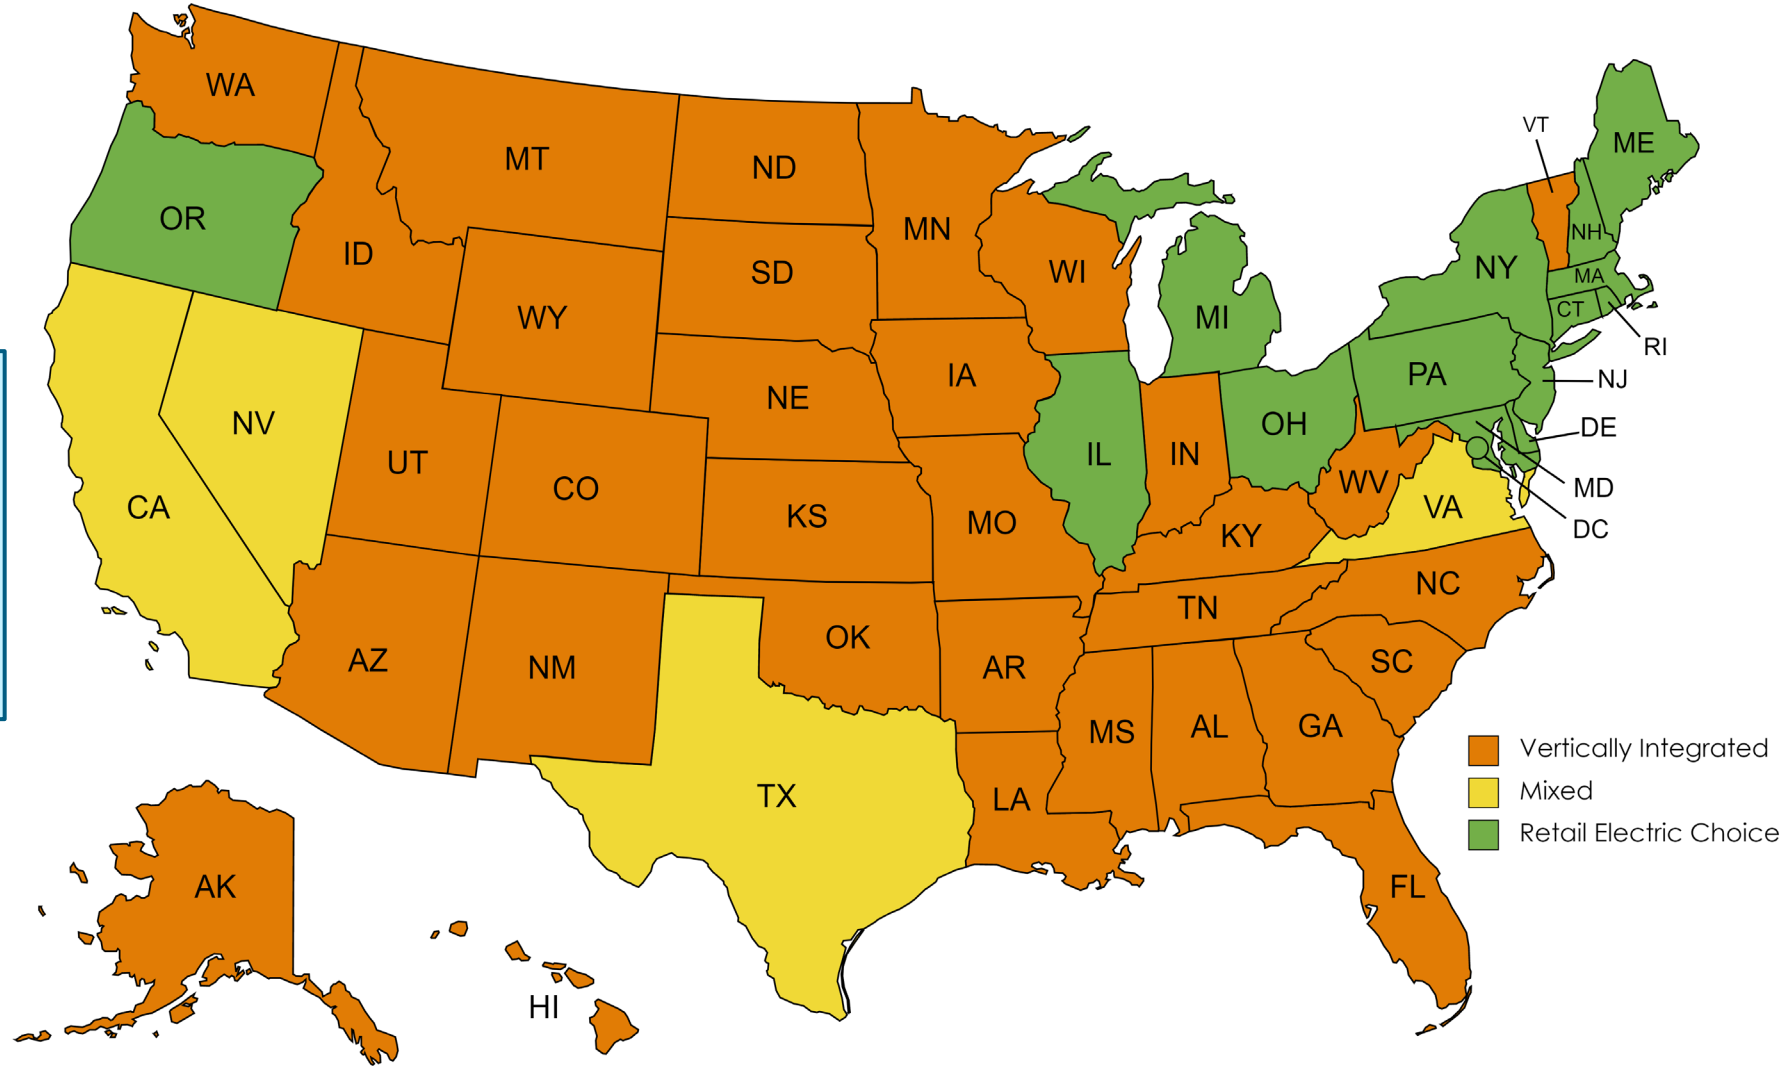 WA
MT
ND
MN
VT
ME
OR
ID
SD
WI
NY
NH
MA
WY
MI
CT
RI
IA
PA
NJ
NE
NV
UT
CO
IL
IN
OH
DE
WV
MD
CA
KS
MO
KY
VA
DC
NC
TN
AZ
NM
OK
AR
SC
MS
AL
GA
TX
LA
Vertically Integrated
Mixed
Retail Electric Choice
AK
FL
HI